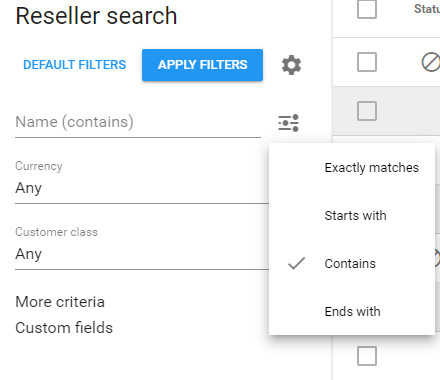 Reseller search
Statu
DEFAULT FILTERS
APPLY FILTERS
Name (contains)
Currency
Any
Customer class
Any
More criteria
Custom fields
Exactly matches
Starts with
Contains
Ends with